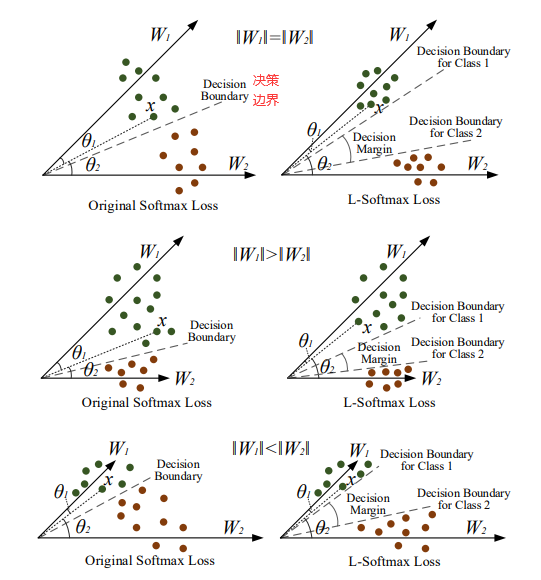 W1
‖W1‖=‖W2‖
Decision Boundary
for Class 1
Decision
Boundary
决策
边界
x
θ1
θ2
W2
Original Softmax Loss
x
θ1
θ2
Decision
Margin
Decision Boundary
for Class 2
W1
W2
L-Softmax Loss
W1
‖W1‖>‖W2‖
x
Decision
Boundary
θ1
θ2
W2
Original Softmax Loss
W1
Decision Boundary
for Class 1
x
θ1
θ2
Decision
Margin
Decision Boundary
for Class 2
W2
L-Softmax Loss
W1
‖W1‖<‖W2‖
Decision
Boundary
x
θ1
θ2
W2
Original Softmax Loss
W1
Decision Boundary
for Class 1
x
θ1
θ2
Decision
Margin
Decision Boundary
for Class 2
W2
L-Softmax Loss